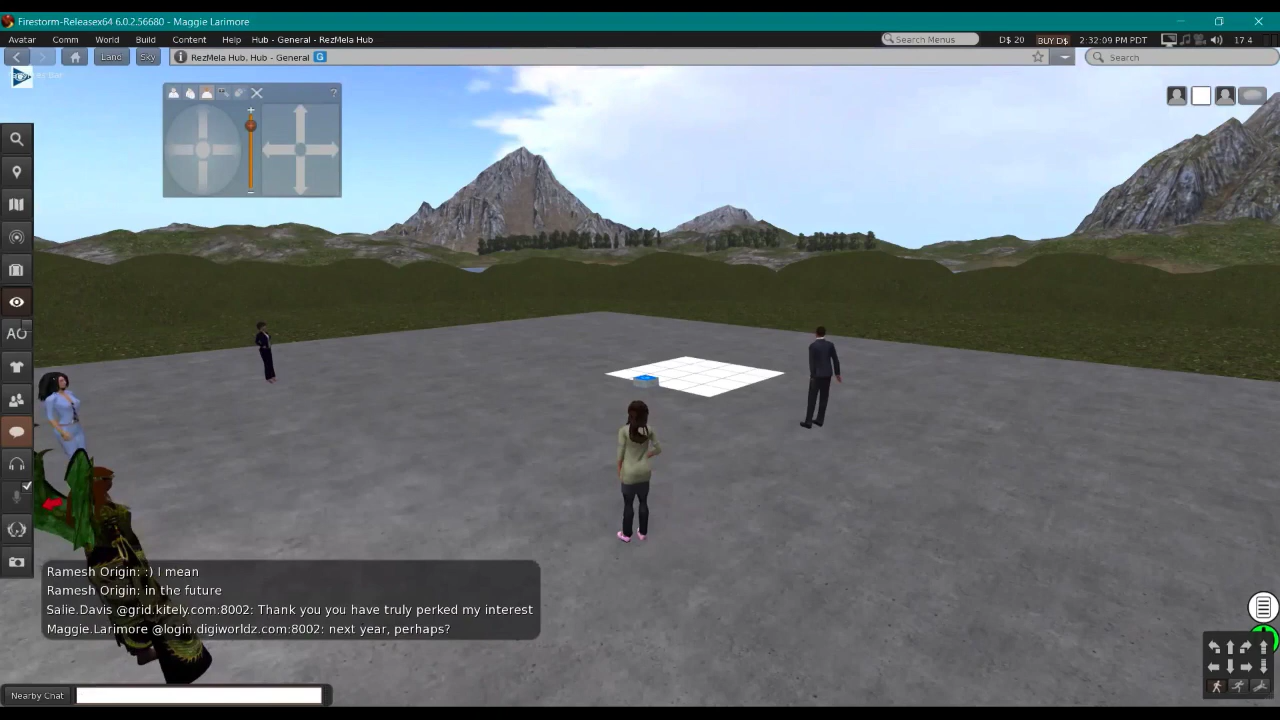 Firestorm-Releasex64 6.0.2.56680 - Maggie Larimore
Avatar Comm World Build Content Help Hub - General - RezMela Hub
Search Menus
D$ 20 BUY D$ 2:32:09 PM PDT 17.4
Land Sky
RezMela Hub, Hub - General G
Search
?
AO
Ramesh Origin: :) I mean
Ramesh Origin: in the future
Salie.Davis @grid.kitely.com:8002: Thank you you have truly perked my interest
Maggie.Larimore @login.digiworldz.com:8002: next year, perhaps?
Nearby Chat